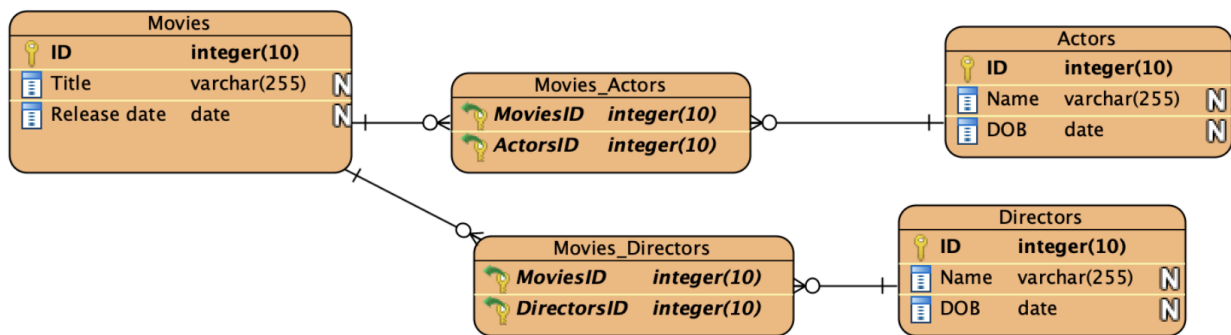 Movies
ID integer(10)
Title varchar(255) N
Release date date N
Movies_Actors
MoviesID integer(10)
ActorsID integer(10)
Actors
ID integer(10)
Name varchar(255) N
DOB date N
Movies_Directors
MoviesID integer(10)
DirectorsID integer(10)
Directors
ID integer(10)
Name varchar(255) N
DOB date N